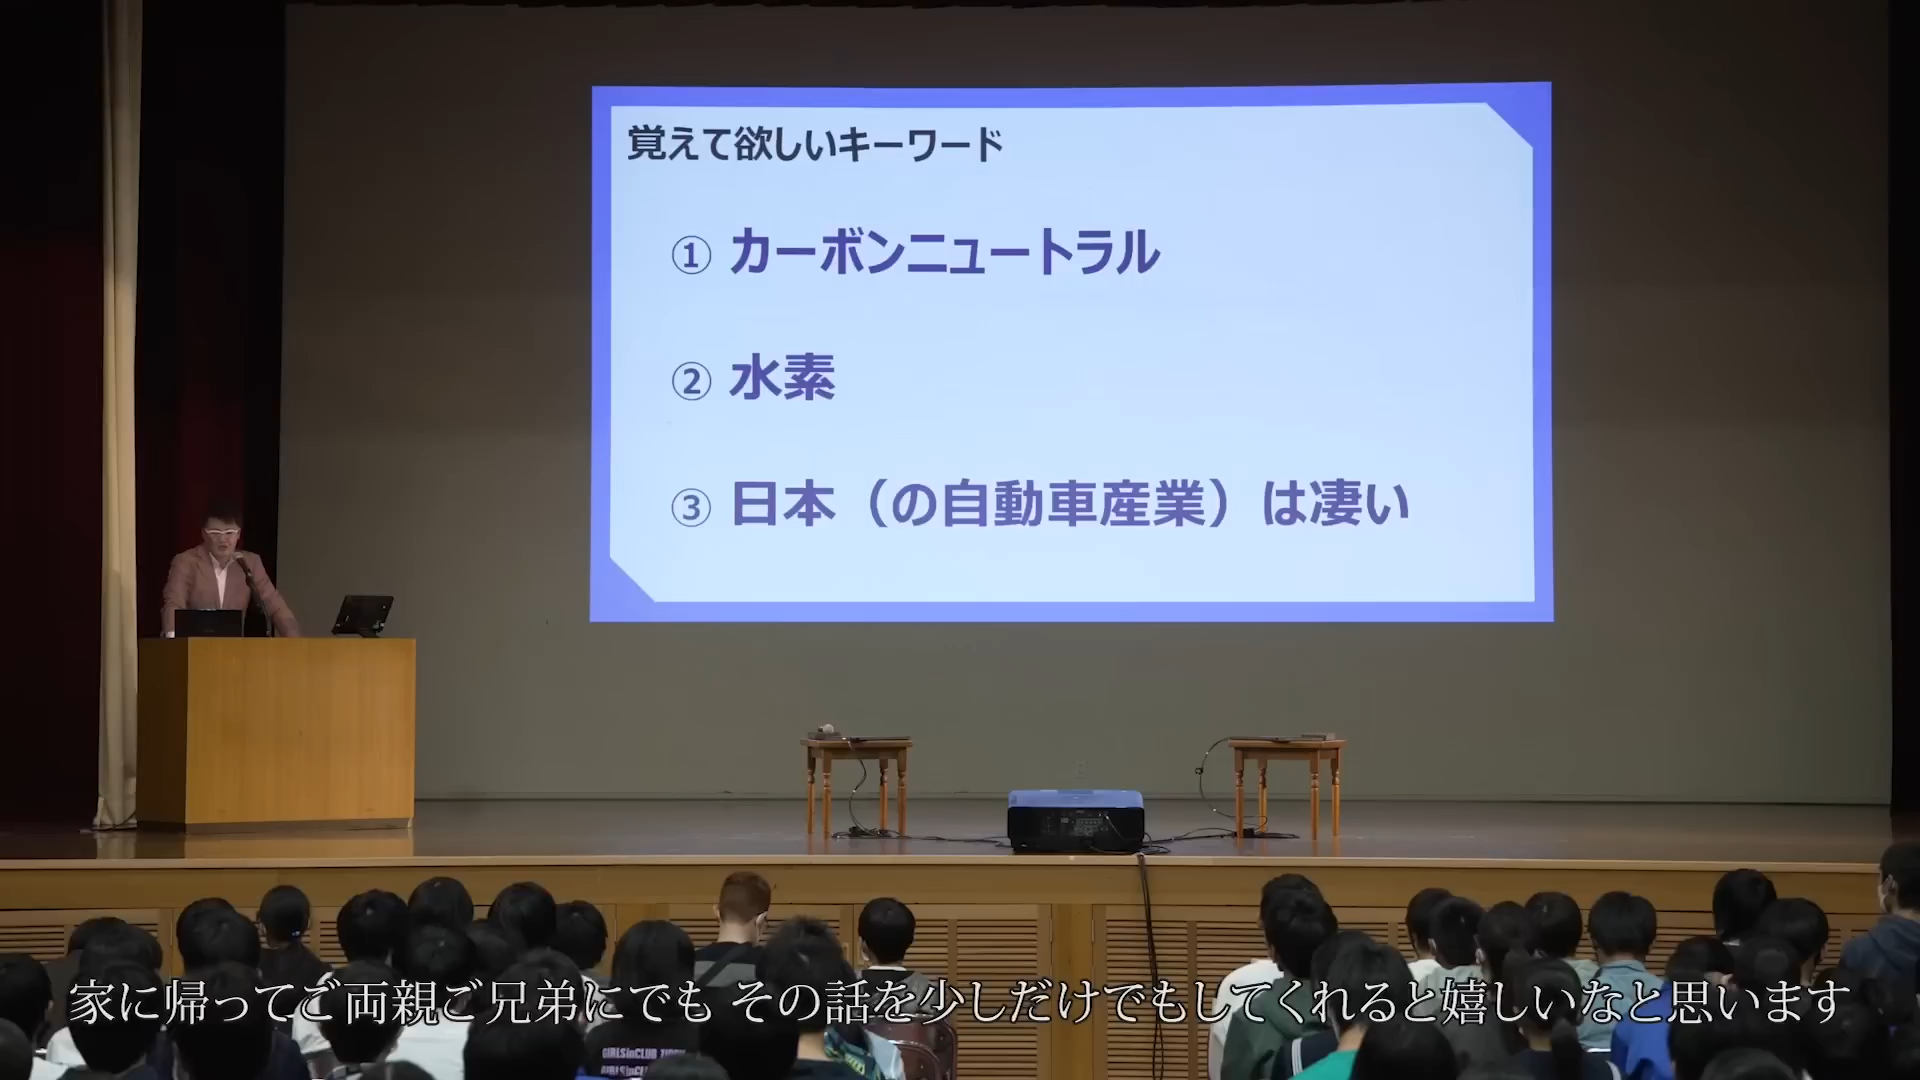 覚えて欲しいキーワード
① カーボンニュートラル
② 水素
③ 日本（の自動車産業）は凄い
家に帰ってご両親ご兄弟にでも その話を少しだけでもしてくれると嬉しいなと思います